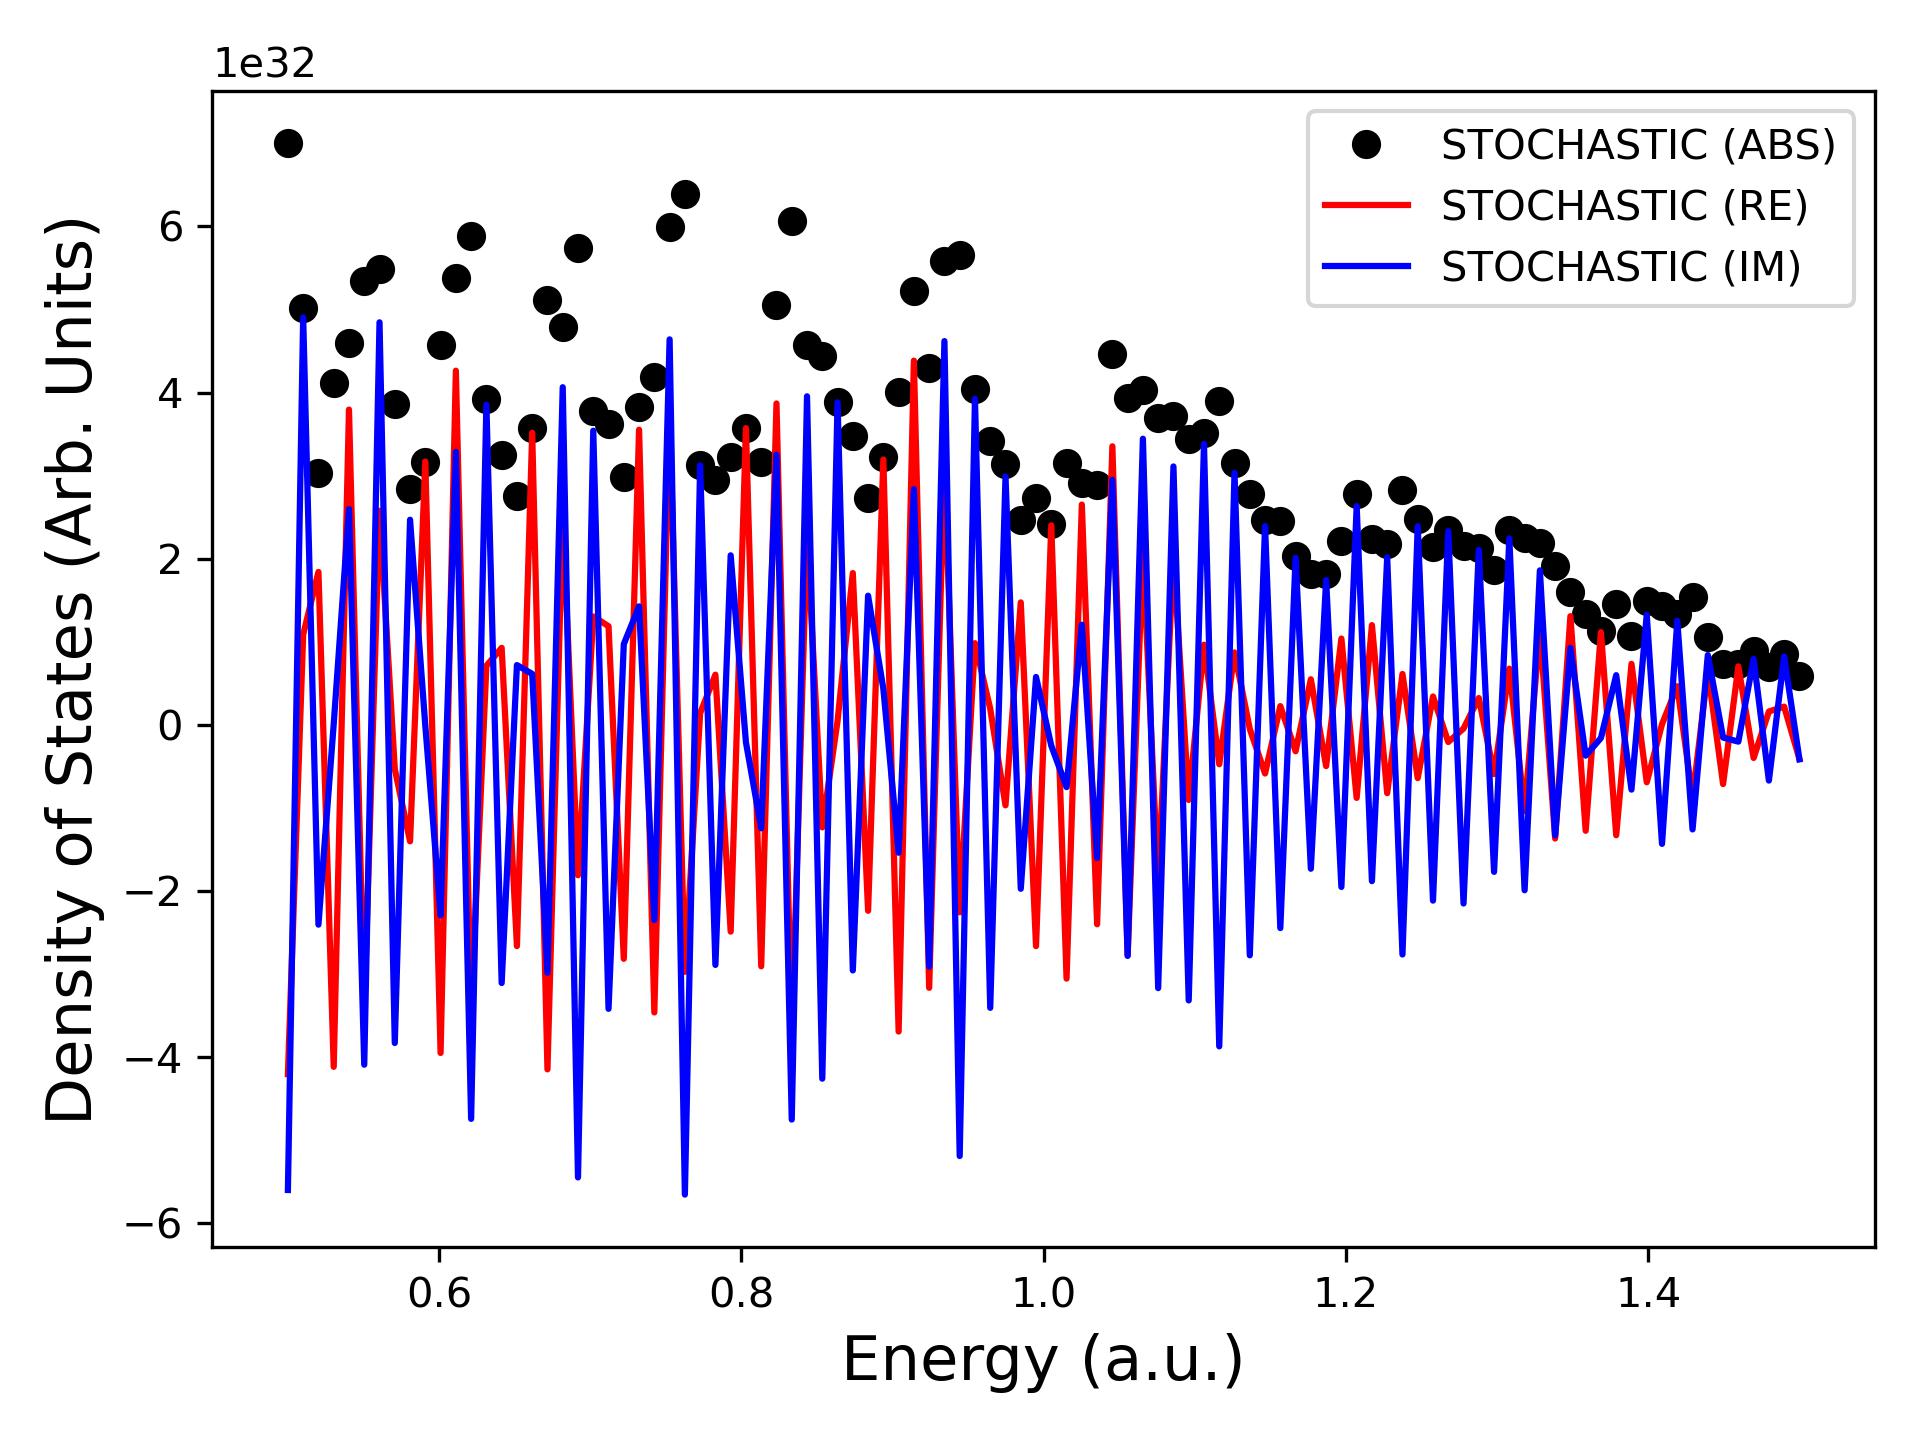 1e32
STOCHASTIC (ABS)
STOCHASTIC (RE)
STOCHASTIC (IM)
Density of States (Arb. Units)
6
4
2
0
−2
−4
−6
0.6 0.8 1.0 1.2 1.4
Energy (a.u.)